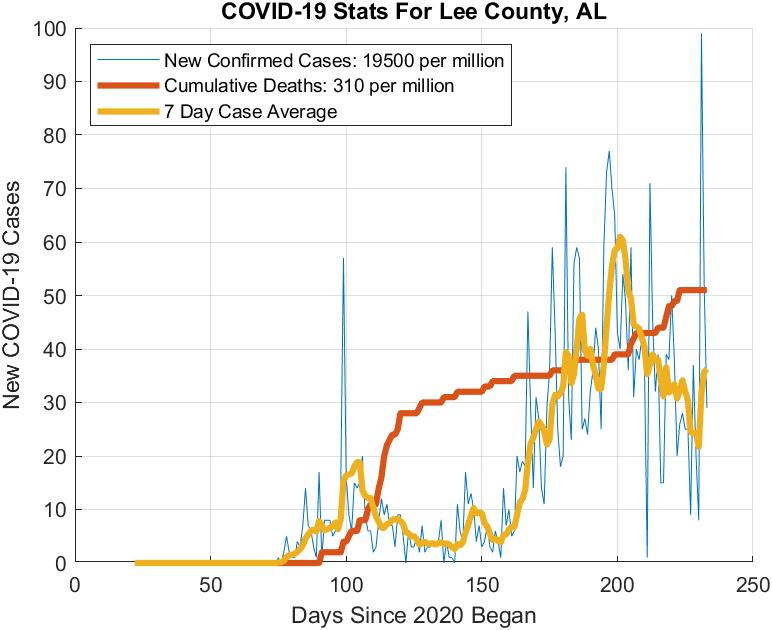 COVID-19 Stats For Lee County, AL
New Confirmed Cases: 19500 per million
Cumulative Deaths: 310 per million
7 Day Case Average
New COVID-19 Cases
100
90
80
70
60
50
40
30
20
10
0
0 50 100 150 200 250
Days Since 2020 Began